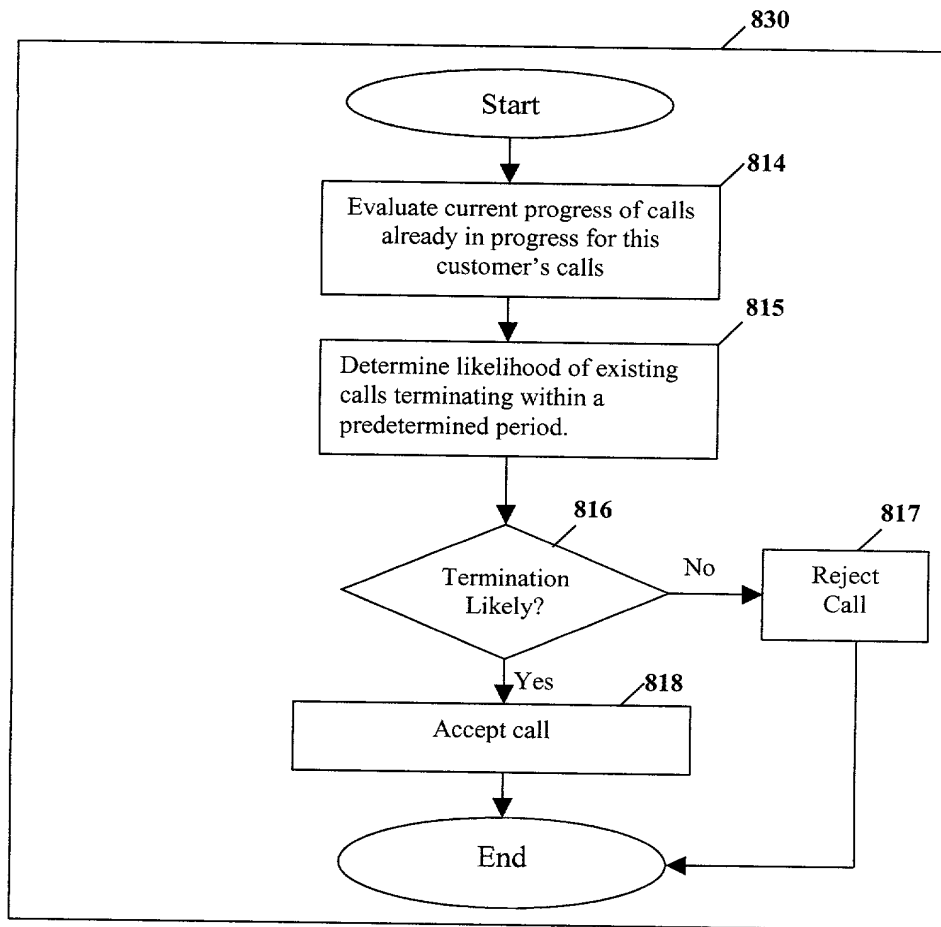 830
Start
814
Evaluate current progress of calls
already in progress for this
customer's calls
815
Determine likelihood of existing
calls terminating within a
predetermined period.
816
817
Termination
Likely?
No
Reject
Call
Yes
818
Accept call
End